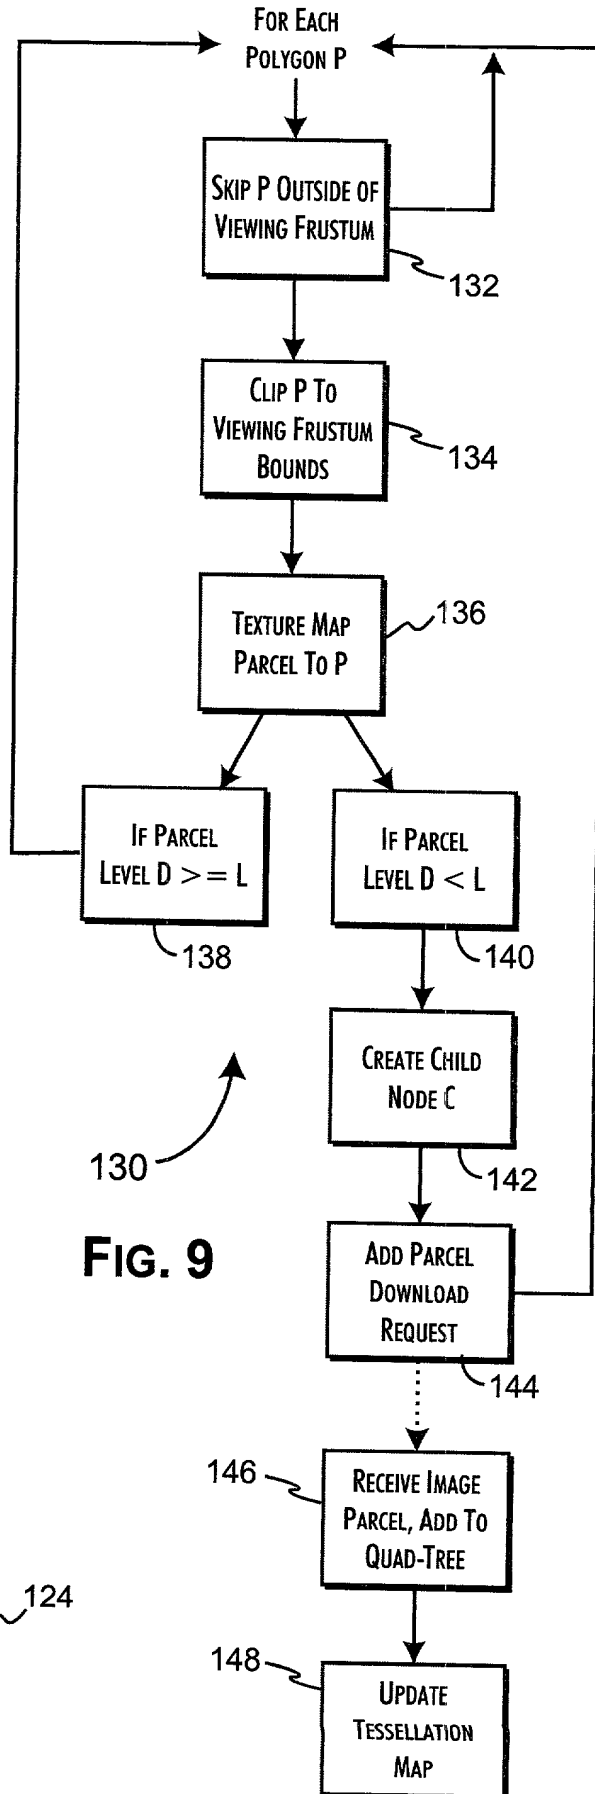 FOR EACH
POLYGON P
SKIP P OUTSIDE OF
VIEWING FRUSTUM
132
CLIP P TO
VIEWING FRUSTUM
BOUNDS
134
TEXTURE MAP
PARCEL TO P
136
IF PARCEL
LEVEL D >= L
138
IF PARCEL
LEVEL D < L
140
CREATE CHILD
NODE C
142
130
FIG. 9
ADD PARCEL
DOWNLOAD
REQUEST
144
146
RECEIVE IMAGE
PARCEL, ADD TO
QUAD-TREE
124
148
UPDATE
TESSELLATION
MAP